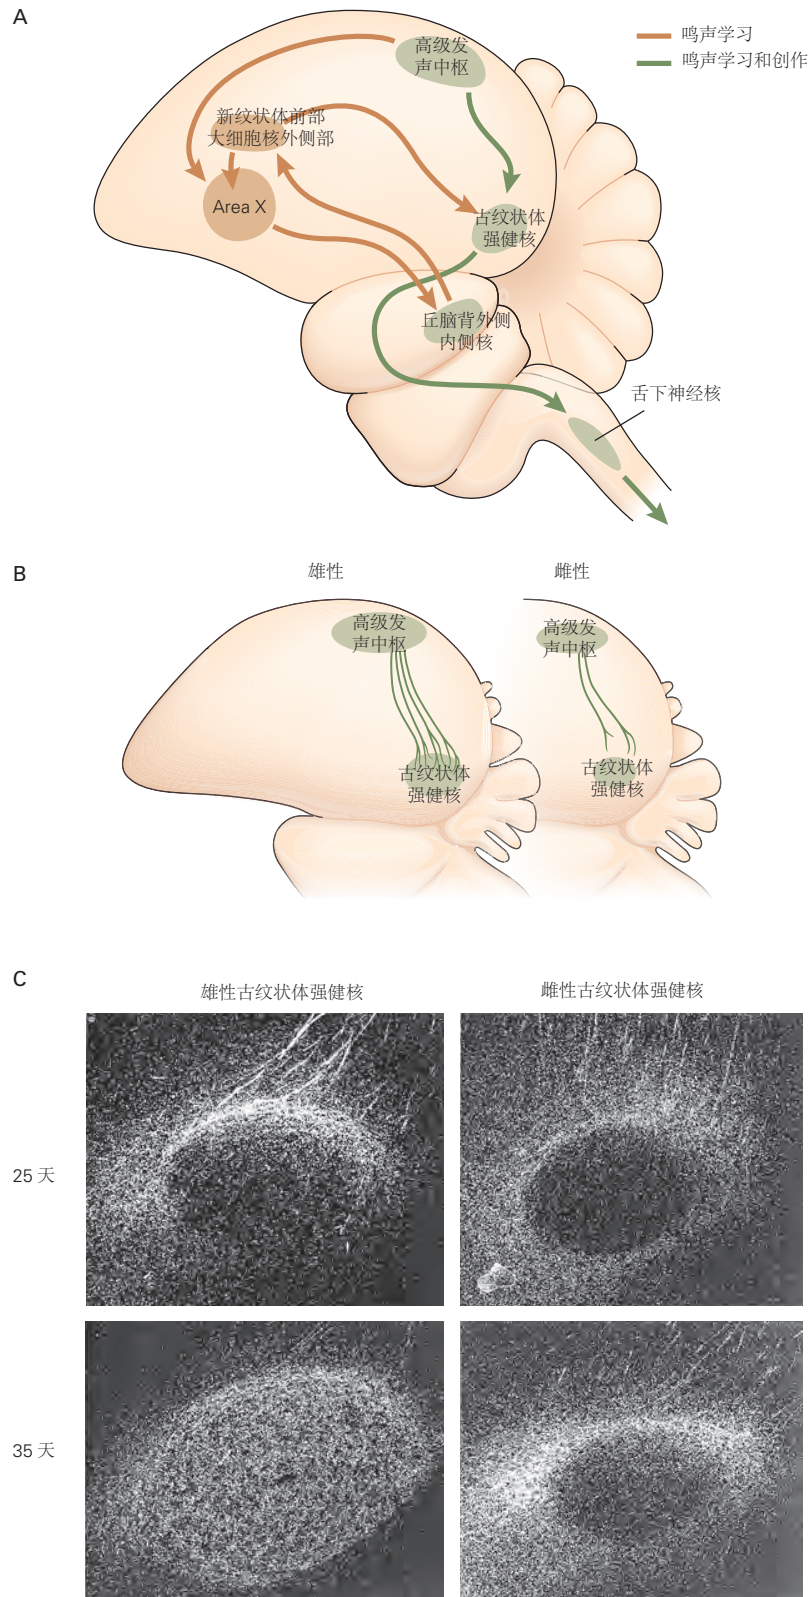 A
鸣声学习
鸣声学习和创作
高级发
声中枢
新纹状体前部
大细胞核外侧部
Area X
古纹状体
强健核
丘脑背外侧
内侧核
舌下神经核
B
雄性
雌性
高级发
声中枢
高级发
声中枢
古纹状体
强健核
古纹状体
强健核
C
雄性古纹状体强健核
雌性古纹状体强健核
25 天
35 天